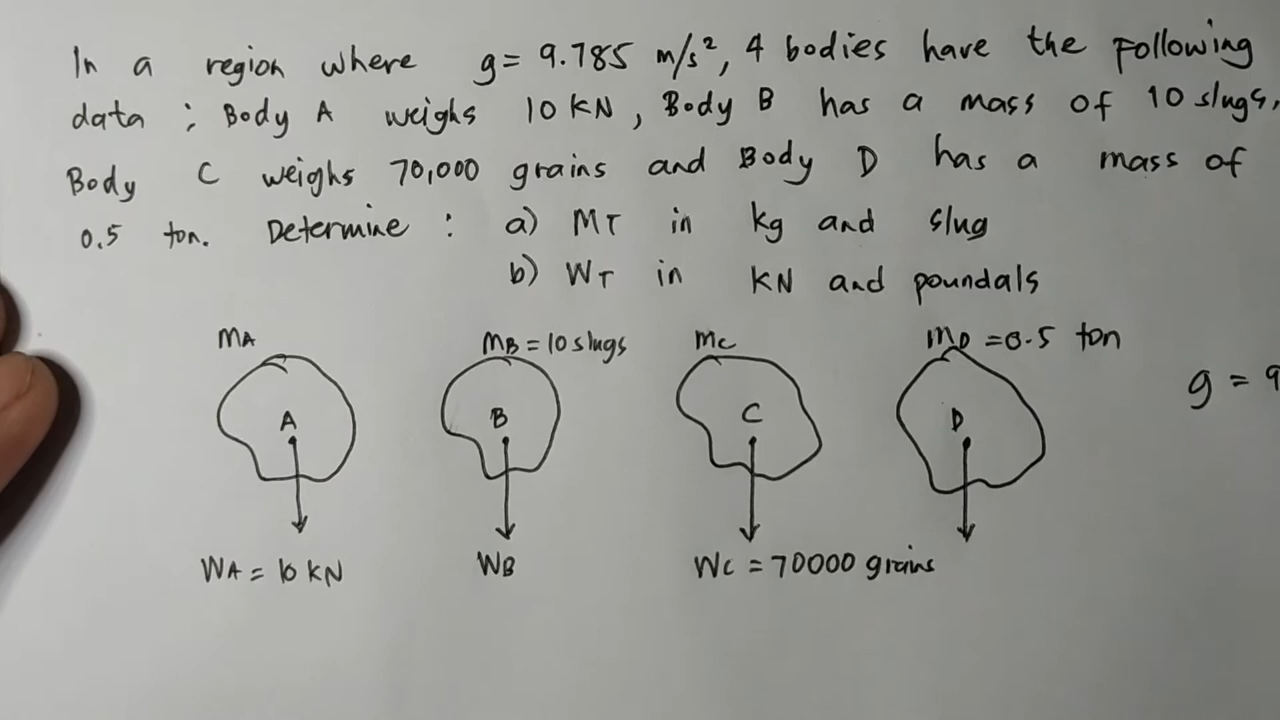 In a region where g = 9.785 m/s², 4 bodies have the following
data ; Body A weighs 10 KN, Body B has a mass of 10 slugs,
Body C weighs 70,000 grains and Body D has a mass of
0.5 ton. Determine : a) MT in kg and slug
b) WT in KN and poundals
MA MB = 10 slugs MC MD = 0.5 ton
g = 9
A B C D
WA = 10 KN WB WC = 70000 grains